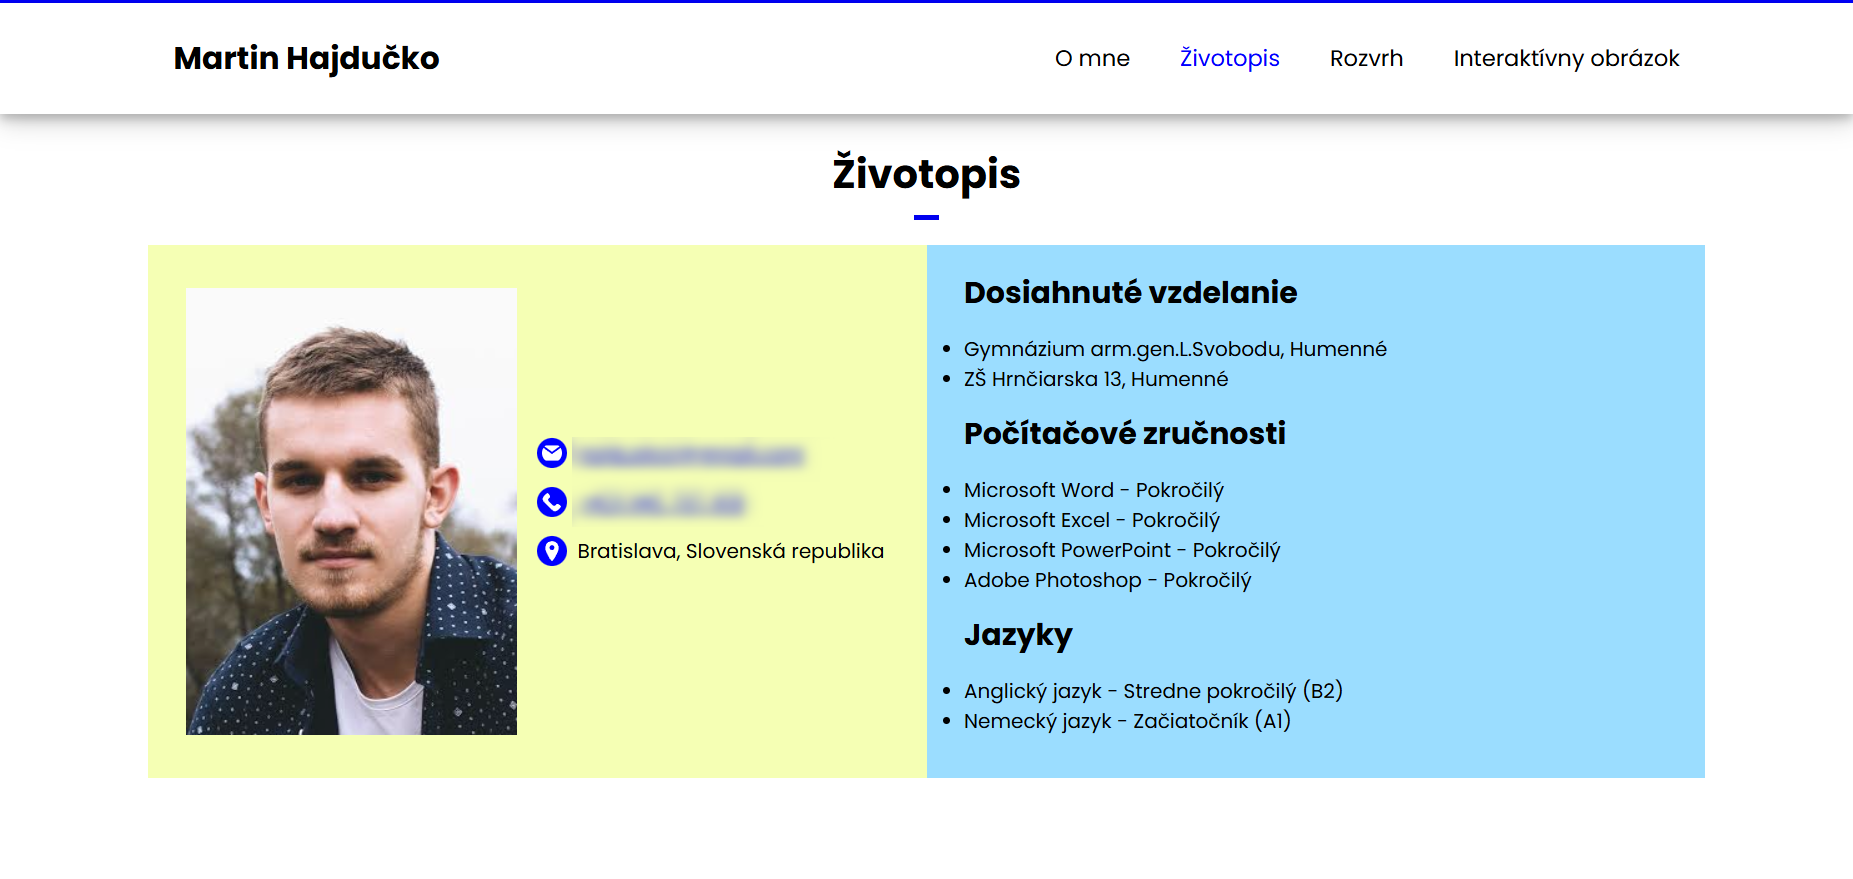 Martin Hajdučko
O mne
Životopis
Rozvrh
Interaktívny obrázok
Životopis
Bratislava, Slovenská republika
Dosiahnuté vzdelanie
Gymnázium arm.gen.L.Svobodu, Humenné
ZŠ Hrnčiarska 13, Humenné
Počítačové zručnosti
Microsoft Word - Pokročilý
Microsoft Excel - Pokročilý
Microsoft PowerPoint - Pokročilý
Adobe Photoshop - Pokročilý
Jazyky
Anglický jazyk - Stredne pokročilý (B2)
Nemecký jazyk - Začiatočník (A1)